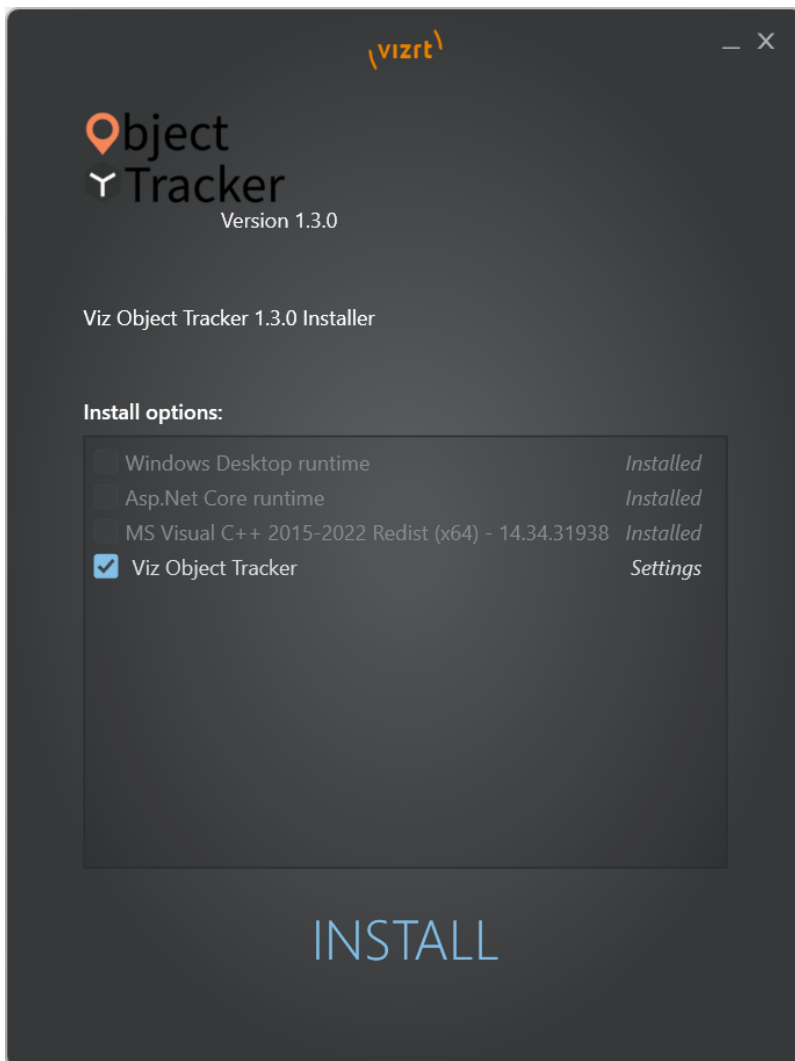 vizrt
Object
Tracker
Version 1.3.0
Viz Object Tracker 1.3.0 Installer
Install options:
Windows Desktop runtime Installed
Asp.Net Core runtime Installed
MS Visual C++ 2015-2022 Redist (x64) - 14.34.31938 Installed
Viz Object Tracker Settings
INSTALL